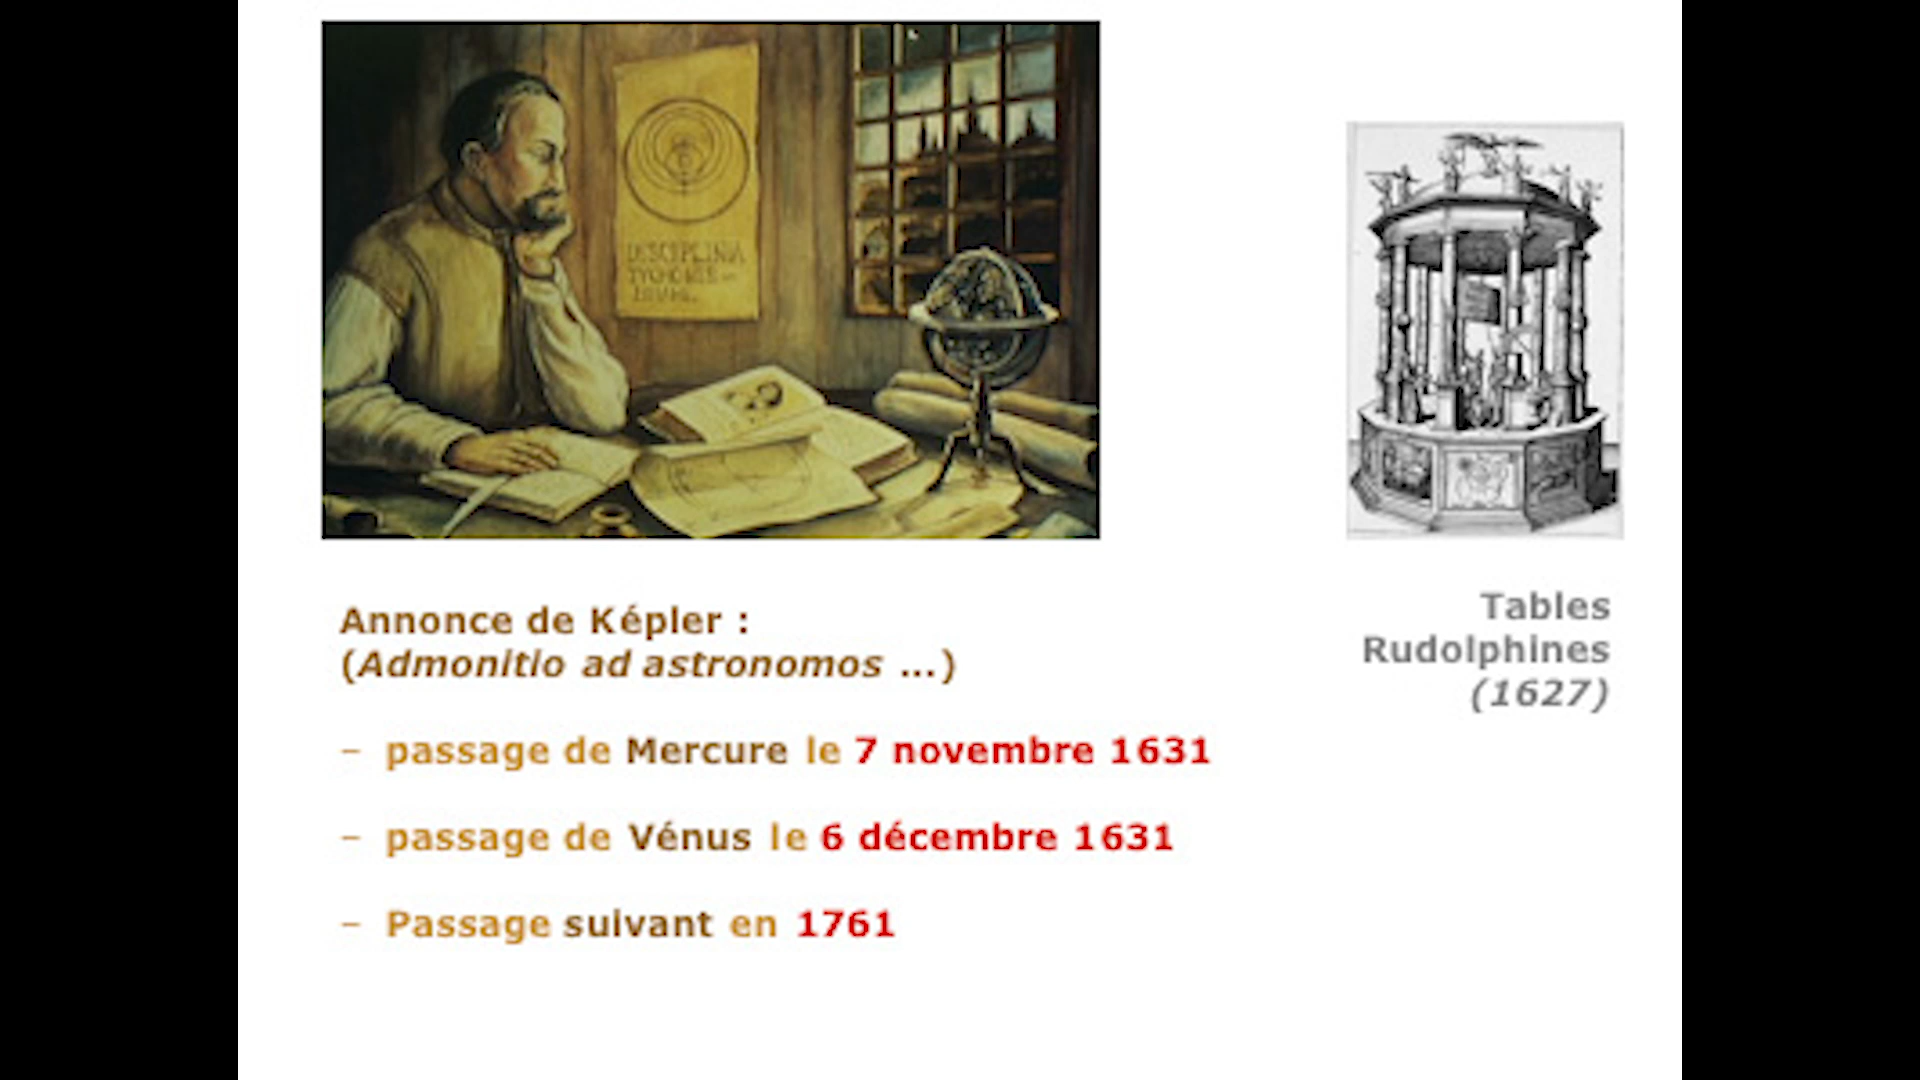 DISCIPLINA
Annonce de Képler :
(Admonitio ad astronomos ...)
– passage de Mercure le 7 novembre 1631
– passage de Vénus le 6 décembre 1631
– Passage suivant en 1761
Tables
Rudolphines
(1627)